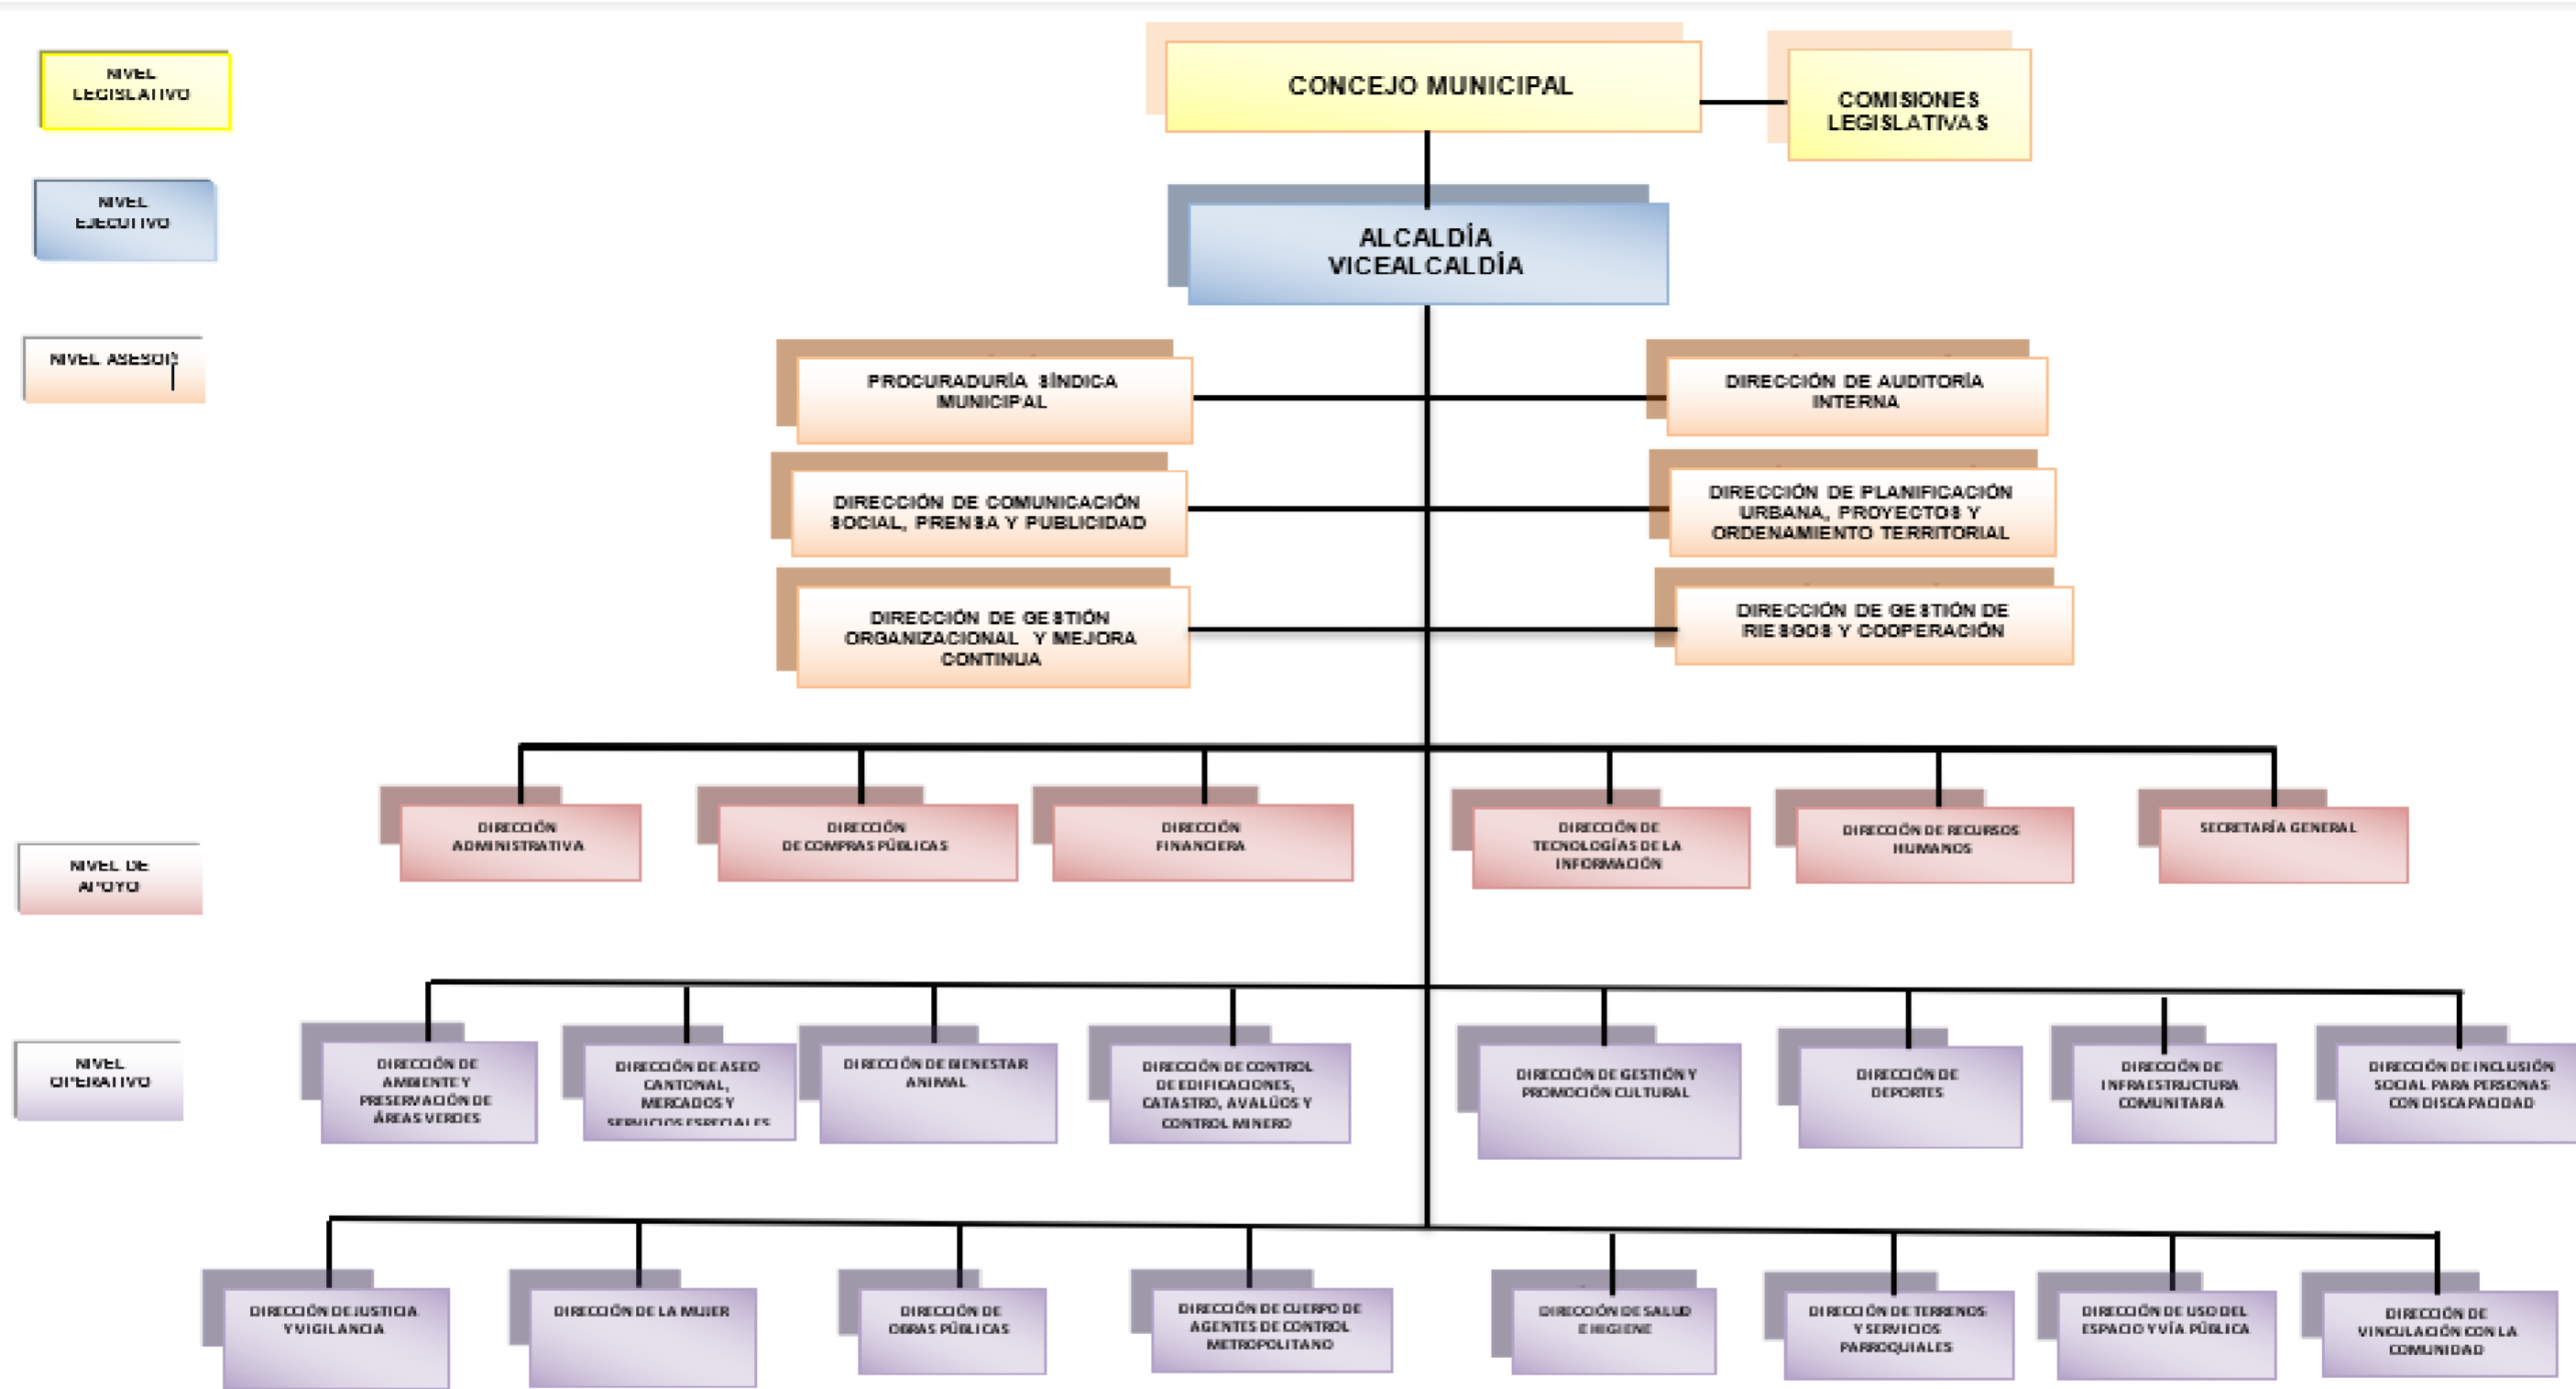 NIVEL
LEGISLATIVO
CONCEJO MUNICIPAL
COMISIONES
LEGISLATIVAS
NIVEL
EJECUTIVO
ALCALDÍA
VICEALCALDÍA
NIVEL ASESOR
PROCURADURÍA SÍNDICA
MUNICIPAL
DIRECCIÓN DE AUDITORÍA
INTERNA
DIRECCIÓN DE COMUNICACIÓN
SOCIAL, PRENSA Y PUBLICIDAD
DIRECCIÓN DE PLANIFICACIÓN
URBANA, PROYECTOS Y
ORDENAMIENTO TERRITORIAL
DIRECCIÓN DE GESTIÓN
ORGANIZACIONAL Y MEJORA
CONTINUA
DIRECCIÓN DE GESTIÓN DE
RIESGOS Y COOPERACIÓN
NIVEL DE
APOYO
DIRECCIÓN
ADMINISTRATIVA
DIRECCIÓN
DE COMPRAS PÚBLICAS
DIRECCIÓN
FINANCIERA
DIRECCIÓN DE
TECNOLOGÍAS DE LA
INFORMACIÓN
DIRECCIÓN DE RECURSOS
HUMANOS
SECRETARÍA GENERAL
NIVEL
OPERATIVO
DIRECCIÓN DE
AMBIENTE Y
PRESERVACIÓN DE
ÁREAS VERDES
DIRECCIÓN DE ASEO
CANTONAL,
MERCADOS Y
SERVICIOS ESPECIALES
DIRECCIÓN DE BIENESTAR
ANIMAL
DIRECCIÓN DE CONTROL
DE EDIFICACIONES,
CATASTRO, AVALÚOS Y
CONTROL MINERO
DIRECCIÓN DE GESTIÓN Y
PROMOCIÓN CULTURAL
DIRECCIÓN DE
DEPORTES
DIRECCIÓN DE
INFRAESTRUCTURA
COMUNITARIA
DIRECCIÓN DE INCLUSIÓN
SOCIAL PARA PERSONAS
CON DISCAPACIDAD
DIRECCIÓN DE JUSTICIA
Y VIGILANCIA
DIRECCIÓN DE LA MUJER
DIRECCIÓN DE
OBRAS PÚBLICAS
DIRECCIÓN DE CUERPO DE
AGENTES DE CONTROL
METROPOLITANO
DIRECCIÓN DE SALUD
E HIGIENE
DIRECCIÓN DE TERRENOS
Y SERVICIOS
PARROQUIALES
DIRECCIÓN DE USO DEL
ESPACIO Y VÍA PÚBLICA
DIRECCIÓN DE
VINCULACIÓN CON LA
COMUNIDAD